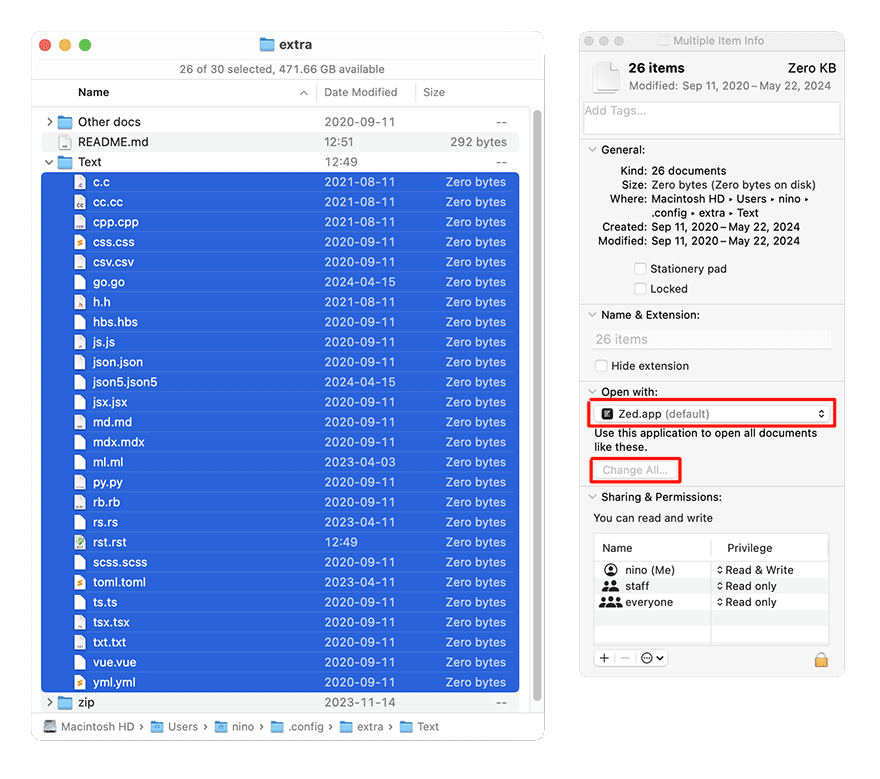 extra
26 of 30 selected, 471.66 GB available
Name Date Modified Size
Other docs 2020-09-11 --
README.md 12:51 292 bytes
Text 12:49 --
c.c 2021-08-11 Zero bytes
cc.cc 2021-08-11 Zero bytes
cpp.cpp 2021-08-11 Zero bytes
css.css 2020-09-11 Zero bytes
csv.csv 2020-09-11 Zero bytes
go.go 2024-04-15 Zero bytes
h.h 2021-08-11 Zero bytes
hbs.hbs 2020-09-11 Zero bytes
js.js 2020-09-11 Zero bytes
json.json 2020-09-11 Zero bytes
json5.json5 2024-04-15 Zero bytes
jsx.jsx 2020-09-11 Zero bytes
md.md 2020-09-11 Zero bytes
mdx.mdx 2020-09-11 Zero bytes
ml.ml 2023-04-03 Zero bytes
py.py 2020-09-11 Zero bytes
rb.rb 2020-09-11 Zero bytes
rs.rs 2023-04-11 Zero bytes
rst.rst 12:49 Zero bytes
scss.scss 2020-09-11 Zero bytes
toml.toml 2023-04-11 Zero bytes
ts.ts 2020-09-11 Zero bytes
tsx.tsx 2020-09-11 Zero bytes
txt.txt 2020-09-11 Zero bytes
vue.vue 2020-09-11 Zero bytes
yml.yml 2020-09-11 Zero bytes
zip 2023-11-14 --
Macintosh HD › Users › nino › .config › extra › Text
Multiple Item Info
26 items Zero KB
Modified: Sep 11, 2020 – May 22, 2024
Add Tags...
General:
Kind: 26 documents
Size: Zero bytes (Zero bytes on disk)
Where: Macintosh HD ▸ Users ▸ nino ▸
.config ▸ extra ▸ Text
Created: Sep 11, 2020 – May 22, 2024
Modified: Sep 11, 2020 – May 22, 2024
Stationery pad
Locked
Name & Extension:
26 items
Hide extension
Open with:
Zed.app (default)
Use this application to open all documents
like these.
Change All...
Sharing & Permissions:
You can read and write
Name Privilege
nino (Me) Read & Write
staff Read only
everyone Read only